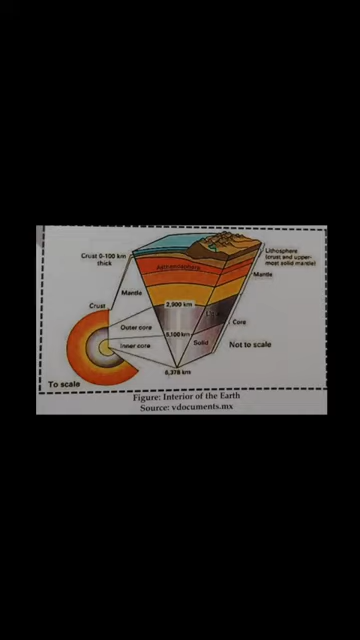 Crust 0-100 km
thick
Lithosphere
(crust and upper-
most solid mantle)
Asthenosphere
Mantle
Mantle
Crust
2,900 km
Outer core
Core
5,100 km
Inner core
Solid
Not to scale
6,378 km
To scale
Figure: Interior of the Earth
Source: vdocuments.mx